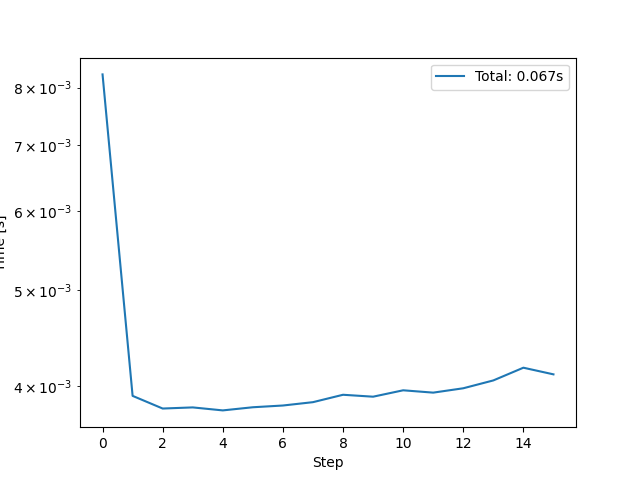 Total: 0.067s
8 × 10⁻³
7 × 10⁻³
6 × 10⁻³
5 × 10⁻³
4 × 10⁻³
[s]
0 2 4 6 8 10 12 14
Step